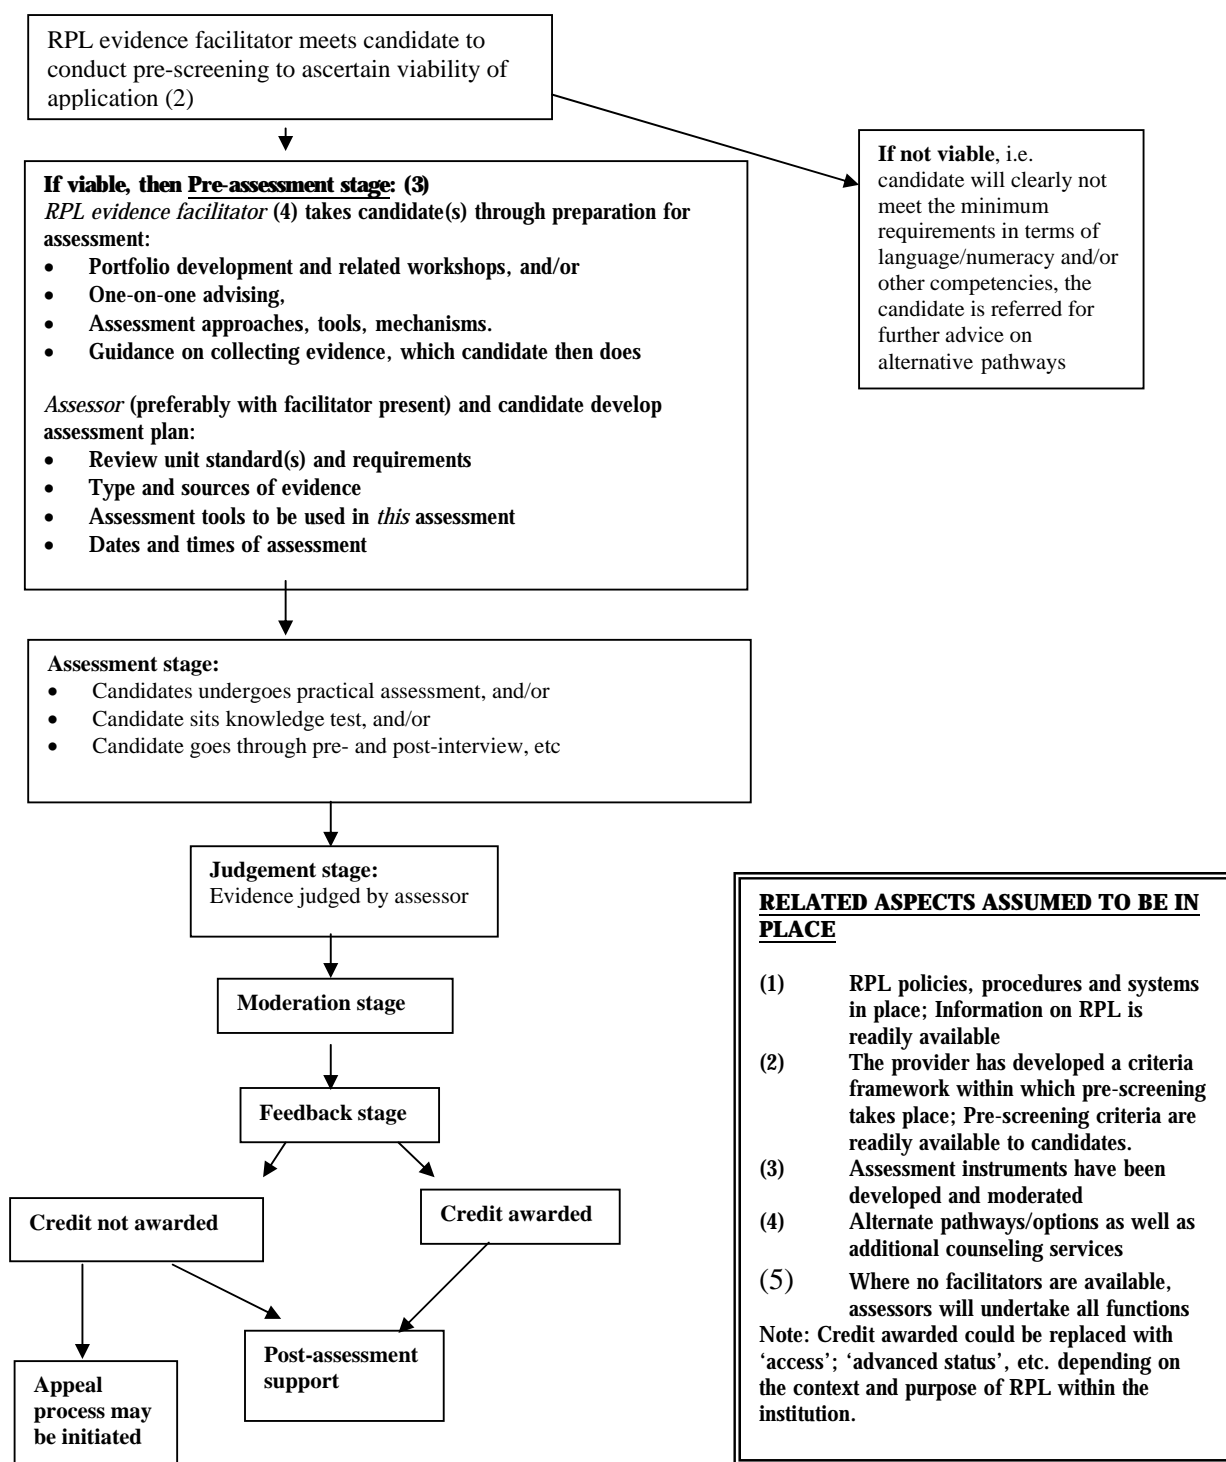 RPL evidence facilitator meets candidate to
conduct pre-screening to ascertain viability of
application (2)
If not viable, i.e.
candidate will clearly not
meet the minimum
requirements in terms of
language/numeracy and/or
other competencies, the
candidate is referred for
further advice on
alternative pathways
If viable, then Pre-assessment stage: (3)
RPL evidence facilitator (4) takes candidate(s) through preparation for
assessment:
• Portfolio development and related workshops, and/or
• One-on-one advising,
• Assessment approaches, tools, mechanisms.
• Guidance on collecting evidence, which candidate then does
Assessor (preferably with facilitator present) and candidate develop
assessment plan:
• Review unit standard(s) and requirements
• Type and sources of evidence
• Assessment tools to be used in this assessment
• Dates and times of assessment
Assessment stage:
• Candidates undergoes practical assessment, and/or
• Candidate sits knowledge test, and/or
• Candidate goes through pre- and post-interview, etc
Judgement stage:
Evidence judged by assessor
Moderation stage
Feedback stage
Credit not awarded
Credit awarded
Post-assessment
support
Appeal
process may
be initiated
RELATED ASPECTS ASSUMED TO BE IN
PLACE
(1) RPL policies, procedures and systems
in place; Information on RPL is
readily available
(2) The provider has developed a criteria
framework within which pre-screening
takes place; Pre-screening criteria are
readily available to candidates.
(3) Assessment instruments have been
developed and moderated
(4) Alternate pathways/options as well as
additional counseling services
(5) Where no facilitators are available,
assessors will undertake all functions
Note: Credit awarded could be replaced with
‘access’; ‘advanced status’, etc. depending on
the context and purpose of RPL within the
institution.